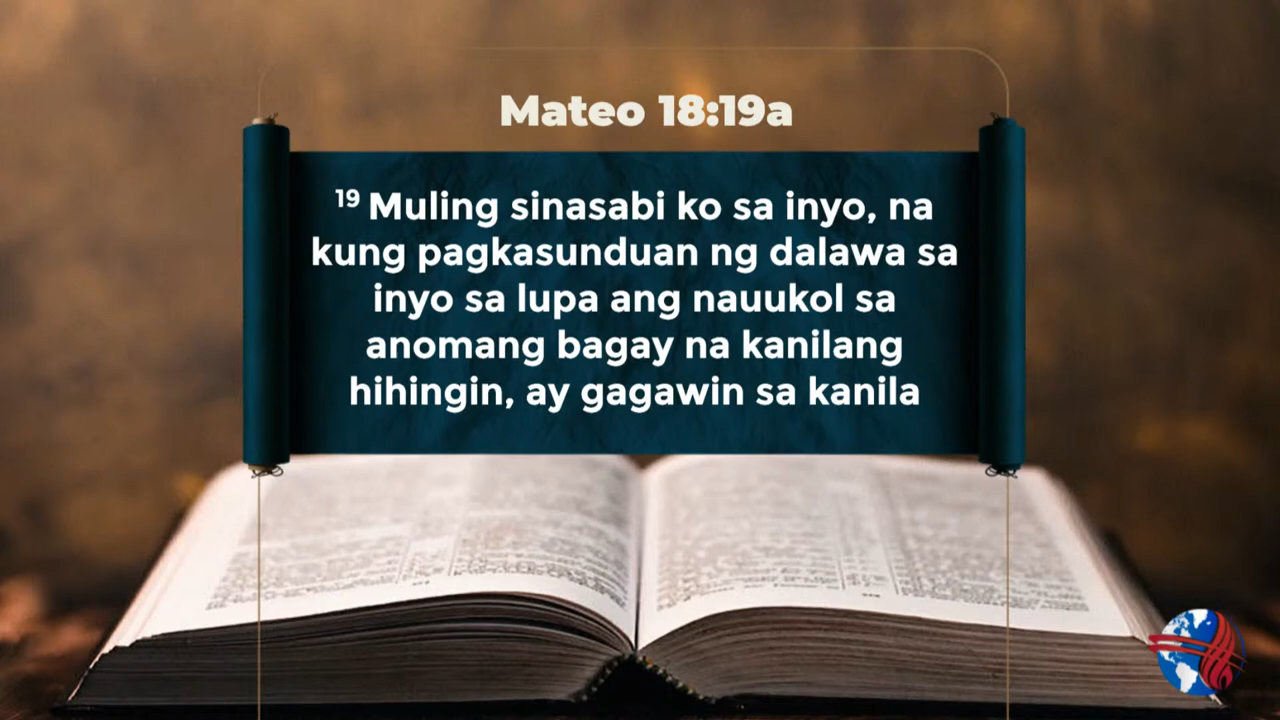 Mateo 18:19a
¹⁹ Muling sinasabi ko sa inyo, na
kung pagkasunduan ng dalawa sa
inyo sa lupa ang nauukol sa
anomang bagay na kanilang
hihingin, ay gagawin sa kanila